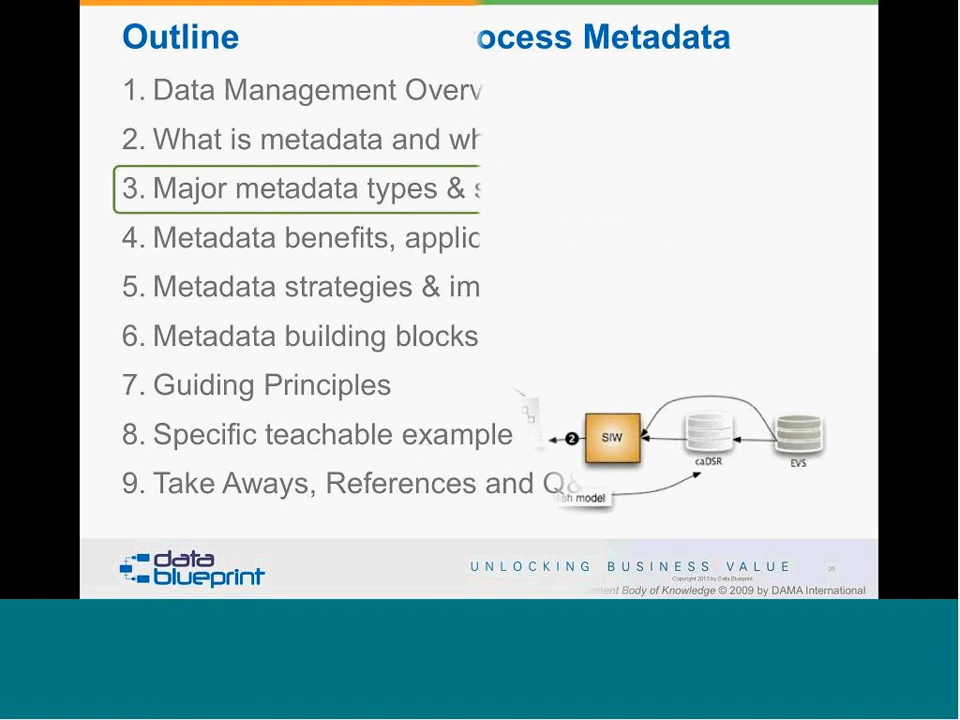 Outline ocess Metadata
1. Data Management Overv
2. What is metadata and wh
3. Major metadata types & s
4. Metadata benefits, applic
5. Metadata strategies & im
6. Metadata building blocks
7. Guiding Principles
8. Specific teachable example
9. Take Aways, References and Q&
2 SIW
caDSR
EVS
lish model
data
blueprint
UNLOCKING BUSINESS VALUE
Copyright 2013 by Data Blueprint
ement Body of Knowledge © 2009 by DAMA International